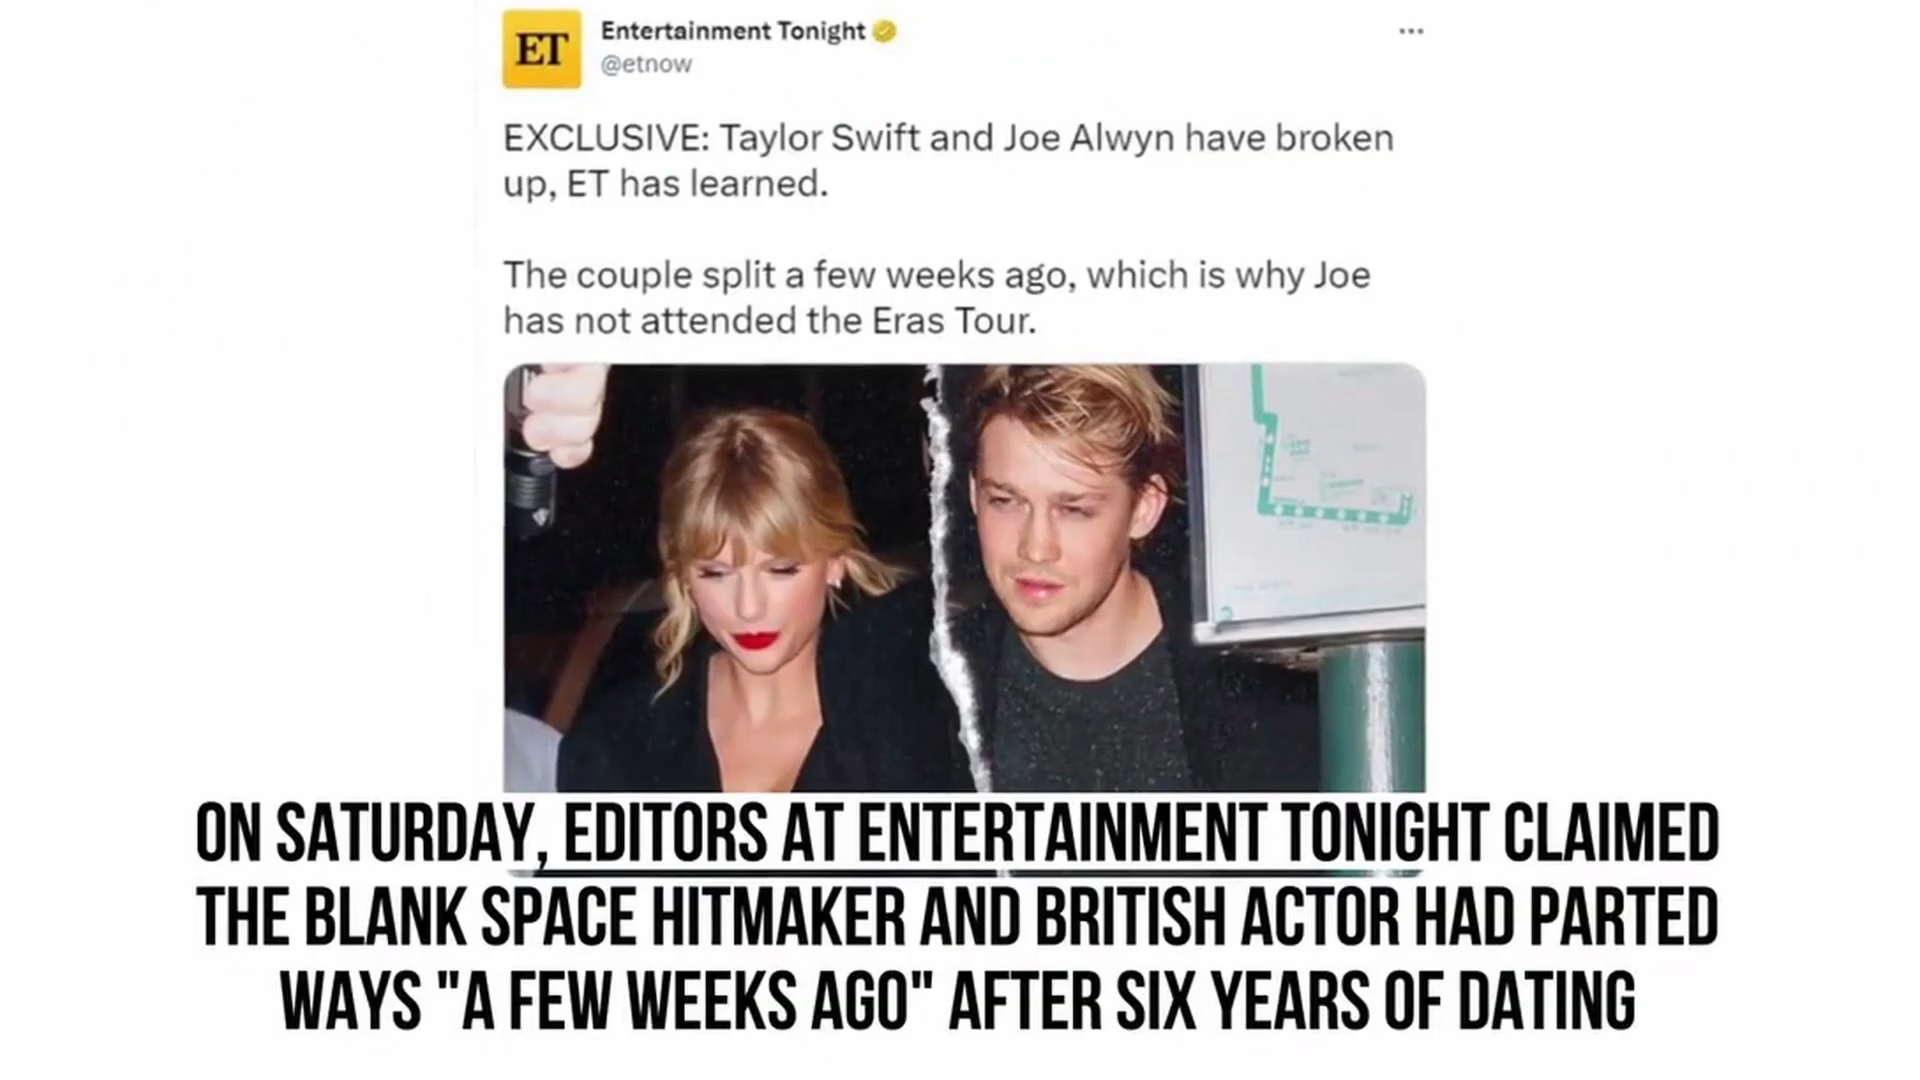 ET
Entertainment Tonight
@etnow
EXCLUSIVE: Taylor Swift and Joe Alwyn have broken
up, ET has learned.
The couple split a few weeks ago, which is why Joe
has not attended the Eras Tour.
ON SATURDAY, EDITORS AT ENTERTAINMENT TONIGHT CLAIMED
THE BLANK SPACE HITMAKER AND BRITISH ACTOR HAD PARTED
WAYS "A FEW WEEKS AGO" AFTER SIX YEARS OF DATING